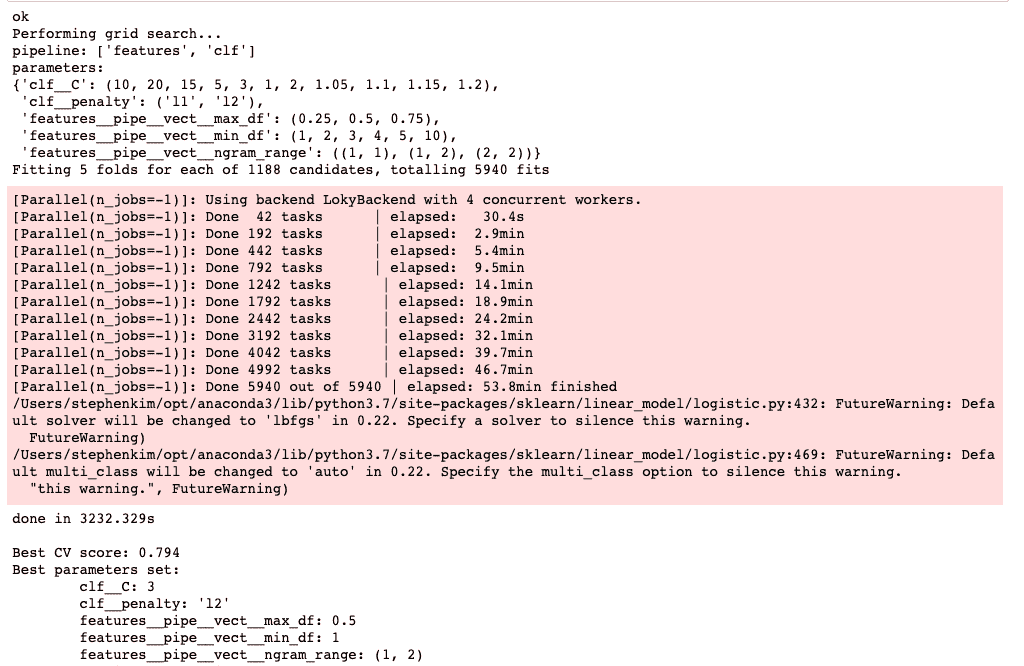 ok
Performing grid search...
pipeline: ['features', 'clf']
parameters:
{'clf__C': (10, 20, 15, 5, 3, 1, 2, 1.05, 1.1, 1.15, 1.2),
 'clf__penalty': ('l1', 'l2'),
 'features__pipe__vect__max_df': (0.25, 0.5, 0.75),
 'features__pipe__vect__min_df': (1, 2, 3, 4, 5, 10),
 'features__pipe__vect__ngram_range': ((1, 1), (1, 2), (2, 2))}
Fitting 5 folds for each of 1188 candidates, totalling 5940 fits
[Parallel(n_jobs=-1)]: Using backend LokyBackend with 4 concurrent workers.
[Parallel(n_jobs=-1)]: Done  42 tasks      | elapsed:   30.4s
[Parallel(n_jobs=-1)]: Done 192 tasks      | elapsed:  2.9min
[Parallel(n_jobs=-1)]: Done 442 tasks      | elapsed:  5.4min
[Parallel(n_jobs=-1)]: Done 792 tasks      | elapsed:  9.5min
[Parallel(n_jobs=-1)]: Done 1242 tasks      | elapsed: 14.1min
[Parallel(n_jobs=-1)]: Done 1792 tasks      | elapsed: 18.9min
[Parallel(n_jobs=-1)]: Done 2442 tasks      | elapsed: 24.2min
[Parallel(n_jobs=-1)]: Done 3192 tasks      | elapsed: 32.1min
[Parallel(n_jobs=-1)]: Done 4042 tasks      | elapsed: 39.7min
[Parallel(n_jobs=-1)]: Done 4992 tasks      | elapsed: 46.7min
[Parallel(n_jobs=-1)]: Done 5940 out of 5940 | elapsed: 53.8min finished
/Users/stephenkim/opt/anaconda3/lib/python3.7/site-packages/sklearn/linear_model/logistic.py:432: FutureWarning: Defa
ult solver will be changed to 'lbfgs' in 0.22. Specify a solver to silence this warning.
  FutureWarning)
/Users/stephenkim/opt/anaconda3/lib/python3.7/site-packages/sklearn/linear_model/logistic.py:469: FutureWarning: Defa
ult multi_class will be changed to 'auto' in 0.22. Specify the multi_class option to silence this warning.
  "this warning.", FutureWarning)
done in 3232.329s
Best CV score: 0.794
Best parameters set:
        clf__C: 3
        clf__penalty: 'l2'
        features__pipe__vect__max_df: 0.5
        features__pipe__vect__min_df: 1
        features__pipe__vect__ngram_range: (1, 2)